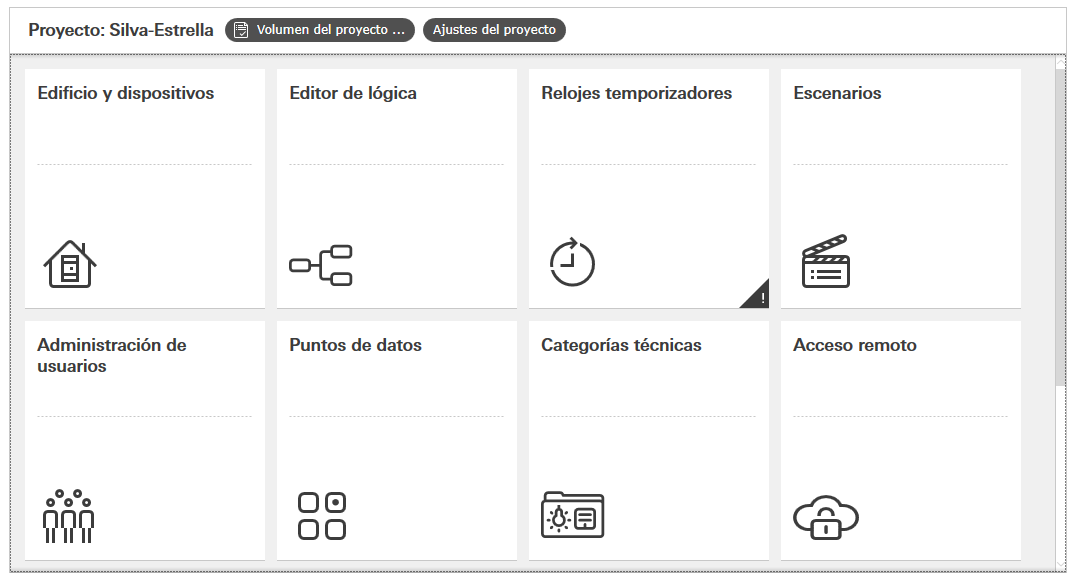 Proyecto: Silva-Estrella
Volumen del proyecto ...
Ajustes del proyecto
Edificio y dispositivos
Editor de lógica
Relojes temporizadores
Escenarios
!
Administración de
usuarios
Puntos de datos
Categorías técnicas
Acceso remoto